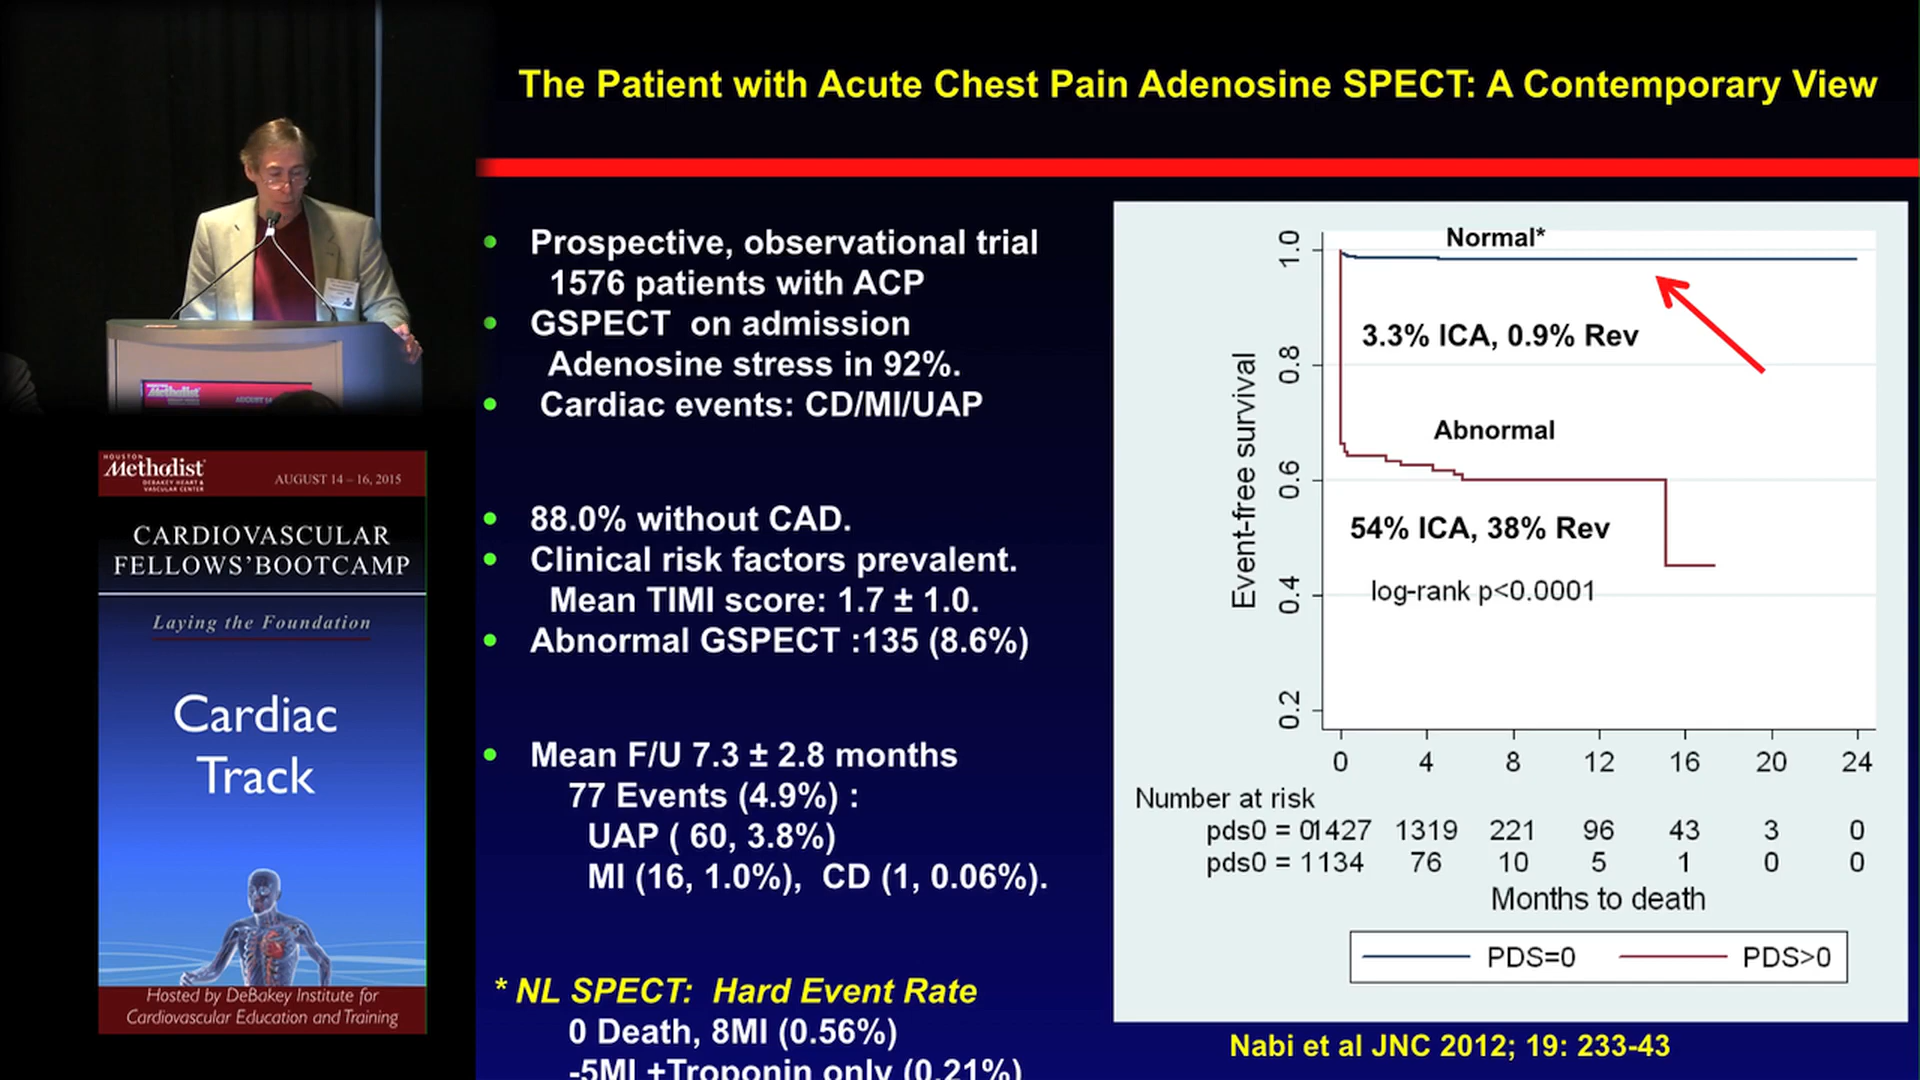 The Patient with Acute Chest Pain Adenosine SPECT: A Contemporary View
Prospective, observational trial
1576 patients with ACP
GSPECT on admission
Adenosine stress in 92%.
Cardiac events: CD/MI/UAP
88.0% without CAD.
Clinical risk factors prevalent.
Mean TIMI score: 1.7 ± 1.0.
Abnormal GSPECT :135 (8.6%)
Mean F/U 7.3 ± 2.8 months
77 Events (4.9%) :
UAP ( 60, 3.8%)
MI (16, 1.0%), CD (1, 0.06%).
* NL SPECT: Hard Event Rate
0 Death, 8MI (0.56%)
-5MI +Troponin only (0.21%)
Normal*
3.3% ICA, 0.9% Rev
Abnormal
54% ICA, 38% Rev
log-rank p<0.0001
Event-free survival
1.0
0.8
0.6
0.4
0.2
0 4 8 12 16 20 24
Number at risk
pds0 = 01427 1319 221 96 43 3 0
pds0 = 1134 76 10 5 1 0 0
Months to death
PDS=0 PDS>0
Nabi et al JNC 2012; 19: 233-43
Methodist
HOUSTON
Methodist
DEBAKEY HEART &
VASCULAR CENTER
AUGUST 14 – 16, 2015
CARDIOVASCULAR
FELLOWS'BOOTCAMP
Laying the Foundation
Cardiac
Track
Hosted by DeBakey Institute for
Cardiovascular Education and Training